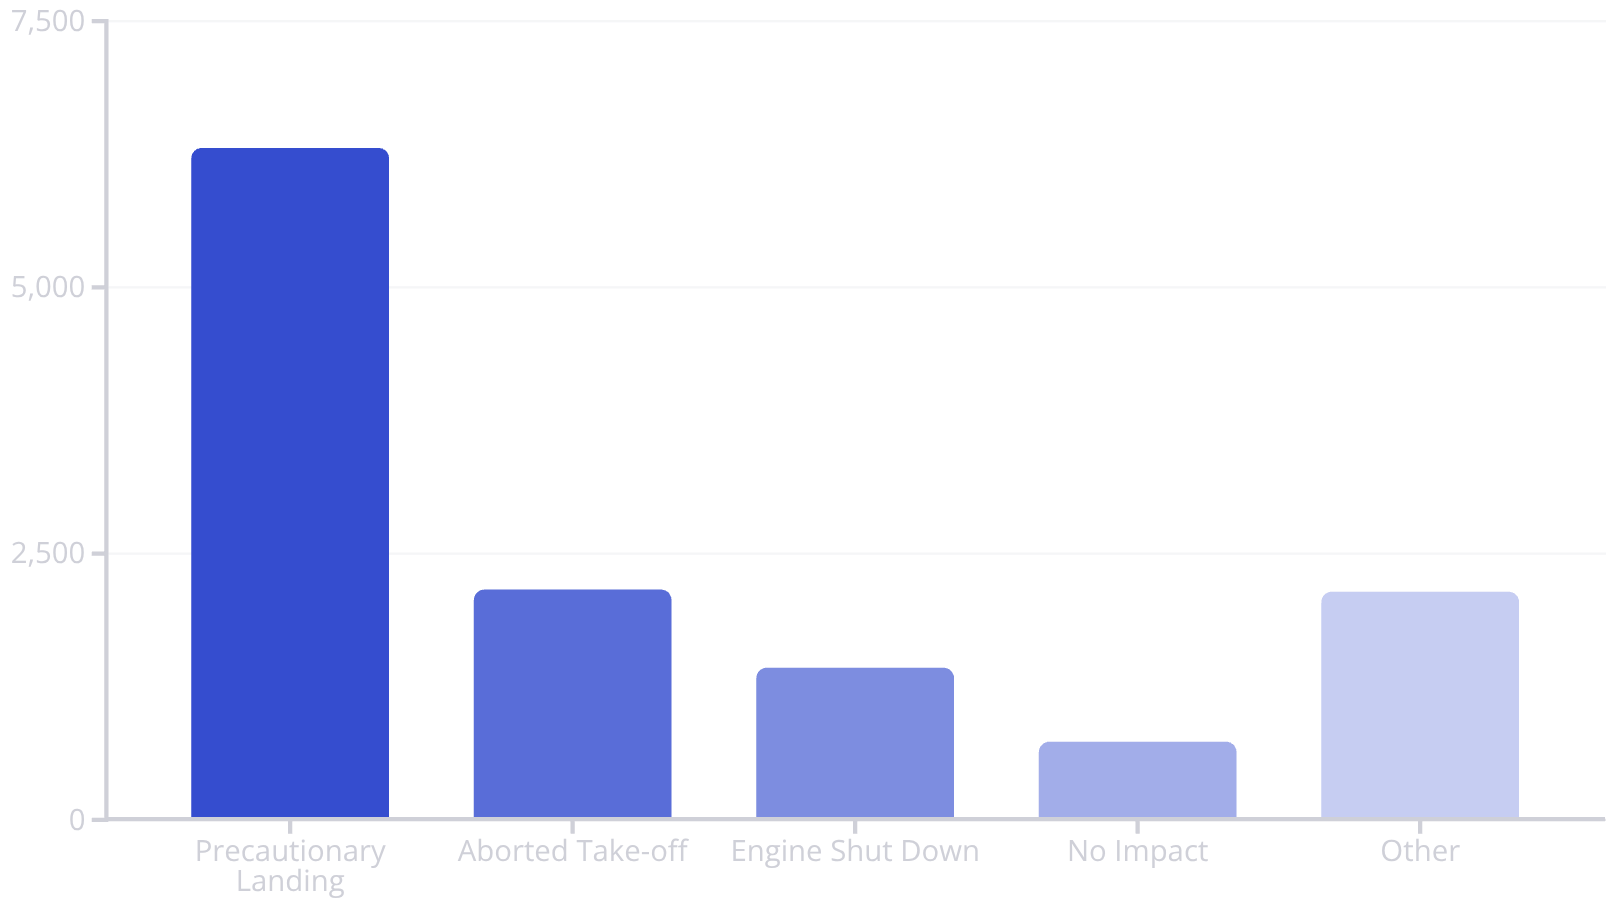 7,500
5,000
2,500
0
Precautionary
Landing
Aborted Take-off
Engine Shut Down
No Impact
Other